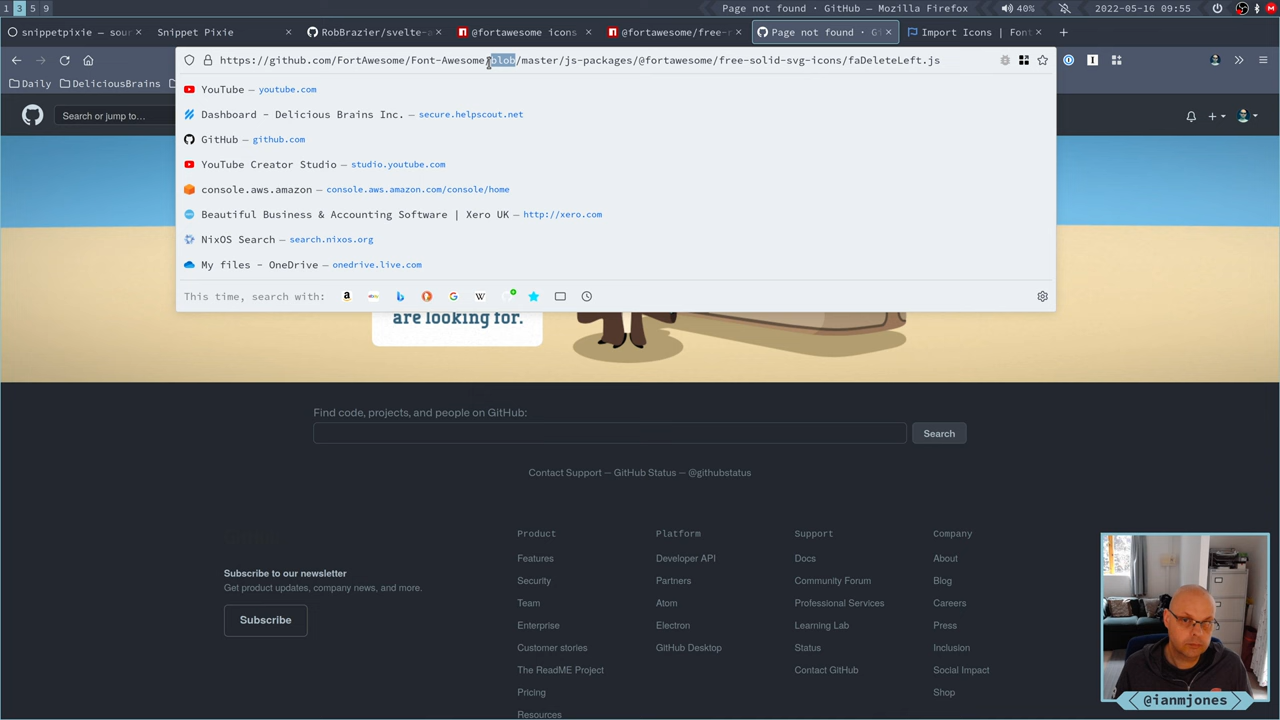 1 3 5 9
Page not found · GitHub — Mozilla Firefox
40%
2022-05-16 09:55
snippetpixie — sour
Snippet Pixie
RobBrazier/svelte-a
@fortawesome icons
@fortawesome/free-r
Page not found · Gi
Import Icons | Font
https://github.com/FortAwesome/Font-Awesome/blob/master/js-packages/@fortawesome/free-solid-svg-icons/faDeleteLeft.js
Daily
Amazon
DeliciousBrains
YouTube — youtube.com
Dashboard – Delicious Brains Inc. — secure.helpscout.net
GitHub — github.com
YouTube Creator Studio — studio.youtube.com
console.aws.amazon — console.aws.amazon.com/console/home
Beautiful Business & Accounting Software | Xero UK — http://xero.com
NixOS Search — search.nixos.org
My files – OneDrive — onedrive.live.com
This time, search with:
Search or jump to…
are looking for.
Find code, projects, and people on GitHub:
Search
Contact Support — GitHub Status — @githubstatus
Subscribe to our newsletter
Get product updates, company news, and more.
Subscribe
Product
Features
Security
Team
Enterprise
Customer stories
The ReadME Project
Pricing
Resources
Platform
Developer API
Partners
Atom
Electron
GitHub Desktop
Support
Docs
Community Forum
Professional Services
Learning Lab
Status
Contact GitHub
Company
About
Blog
Careers
Press
Inclusion
Social Impact
Shop
@ianmjones